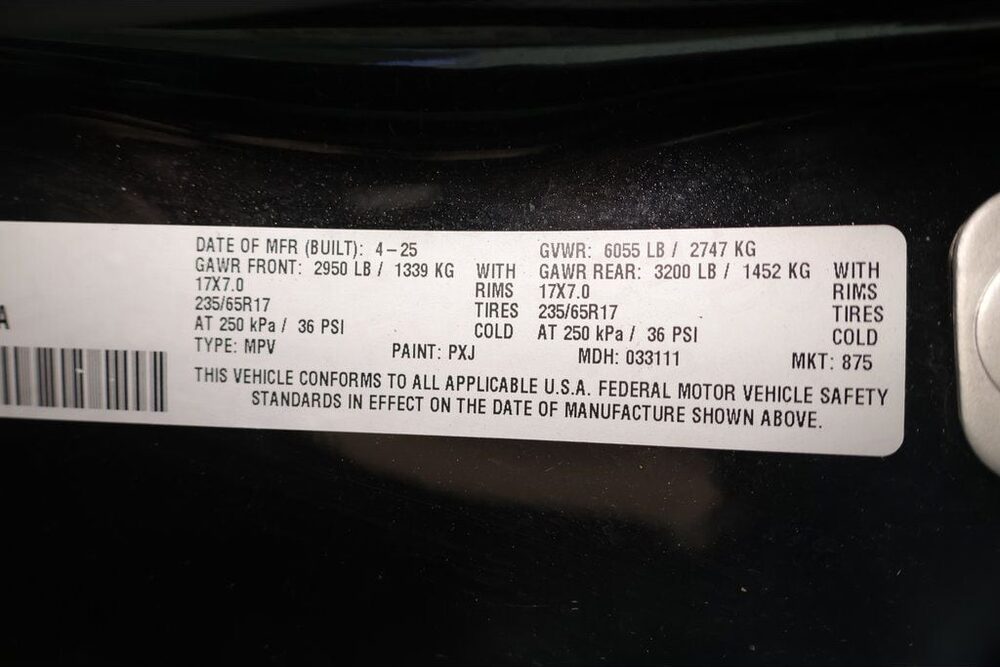 DATE OF MFR (BUILT): 4-25 GVWR: 6055 LB / 2747 KG
GAWR FRONT: 2950 LB / 1339 KG WITH GAWR REAR: 3200 LB / 1452 KG WITH
17X7.0 RIMS 17X7.0 RIMS
235/65R17 TIRES 235/65R17 TIRES
AT 250 kPa / 36 PSI COLD AT 250 kPa / 36 PSI COLD
TYPE: MPV PAINT: PXJ MDH: 033111 MKT: 875
THIS VEHICLE CONFORMS TO ALL APPLICABLE U.S.A. FEDERAL MOTOR VEHICLE SAFETY
STANDARDS IN EFFECT ON THE DATE OF MANUFACTURE SHOWN ABOVE.